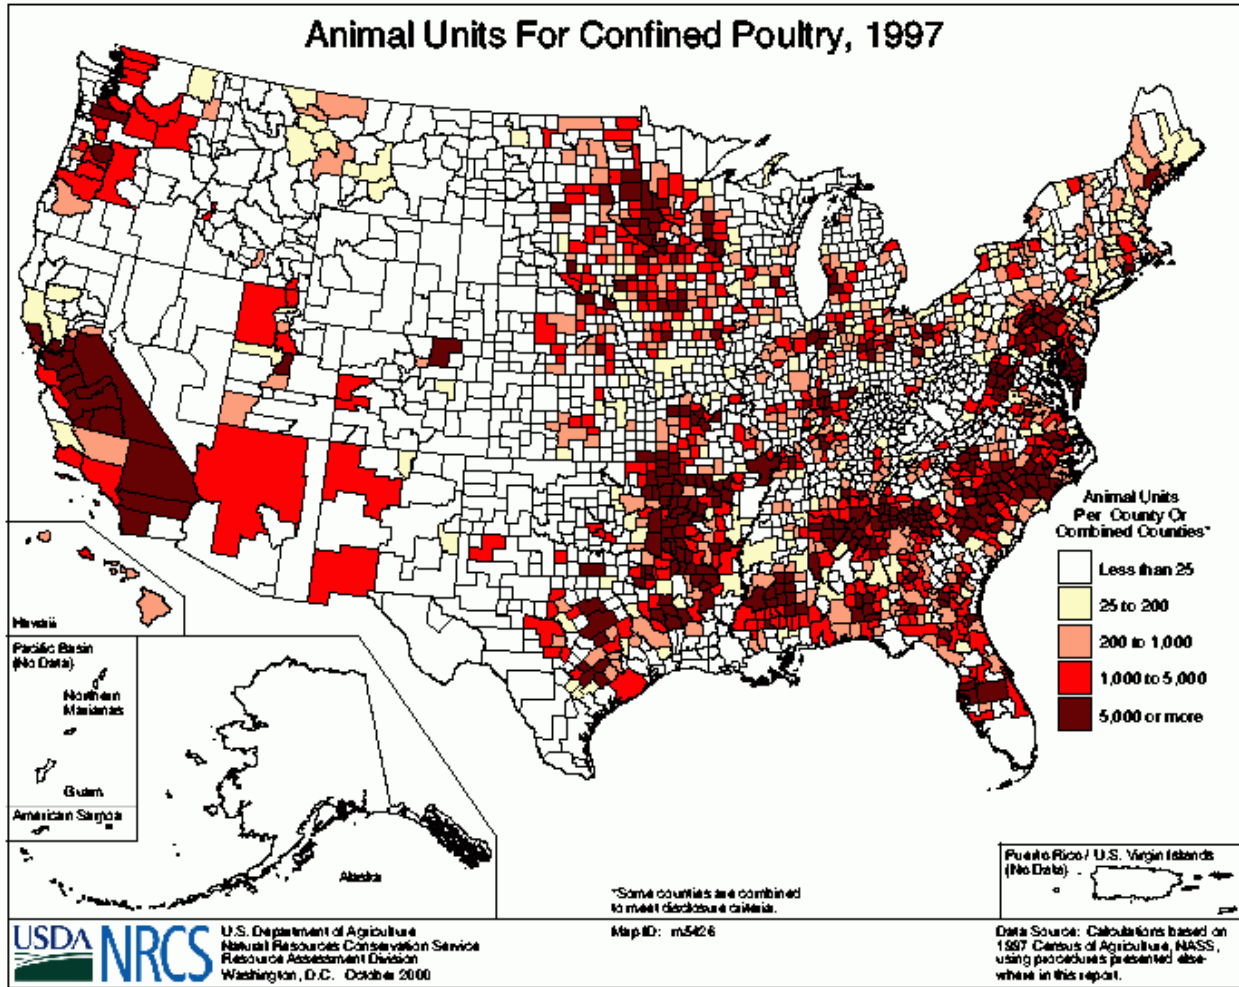 Animal Units For Confined Poultry, 1997
Animal Units
Per County Or
Combined Counties*
Less than 25
25 to 200
200 to 1,000
1,000 to 5,000
5,000 or more
Hawaii
Pacific Basin
(No Data)
Northern
Marianas
Guam
American Samoa
Alaska
*Some counties are combined
to meet disclosure criteria.
Puerto Rico / U.S. Virgin Islands
(No Data)
USDA NRCS
U.S. Department of Agriculture
Natural Resources Conservation Service
Resource Assessment Division
Washington, D.C. October 2000
Map ID: m5426
Data Source: Calculations based on
1997 Census of Agriculture, NASS,
using procedures presented else-
where in this report.